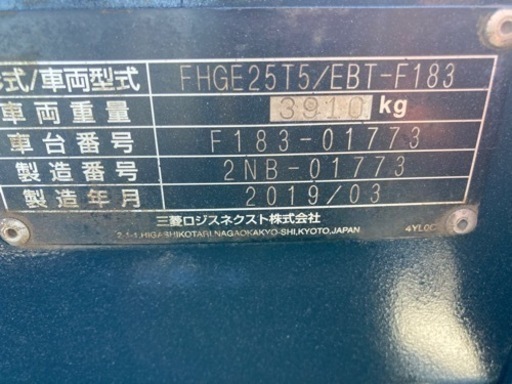 式/車両型式 FHGE25T5/EBT-F183
車両重量 3910 kg
車台番号 F183-01773
製造番号 2NB-01773
製造年月 2019/03
三菱ロジスネクスト株式会社
2-1-1,HIGASHIKOTARI,NAGAOKAKYO-SHI,KYOTO,JAPAN